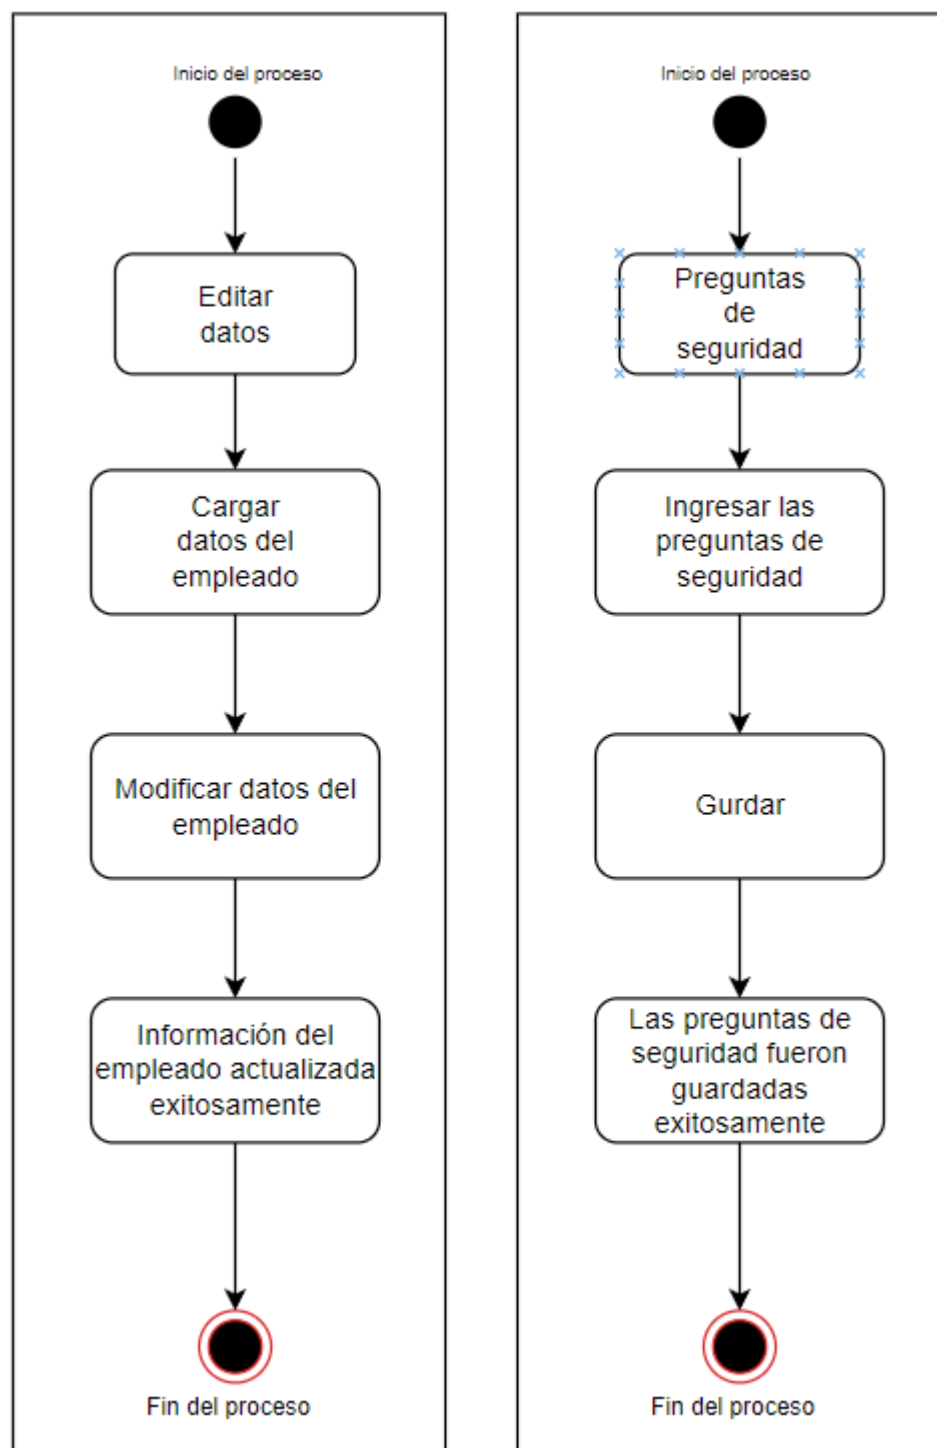 Inicio del proceso
Editar
datos
Cargar
datos del
empleado
Modificar datos del
empleado
Información del
empleado actualizada
exitosamente
Fin del proceso
Inicio del proceso
Preguntas
de
seguridad
Ingresar las
preguntas de
seguridad
Gurdar
Las preguntas de
seguridad fueron
guardadas
exitosamente
Fin del proceso